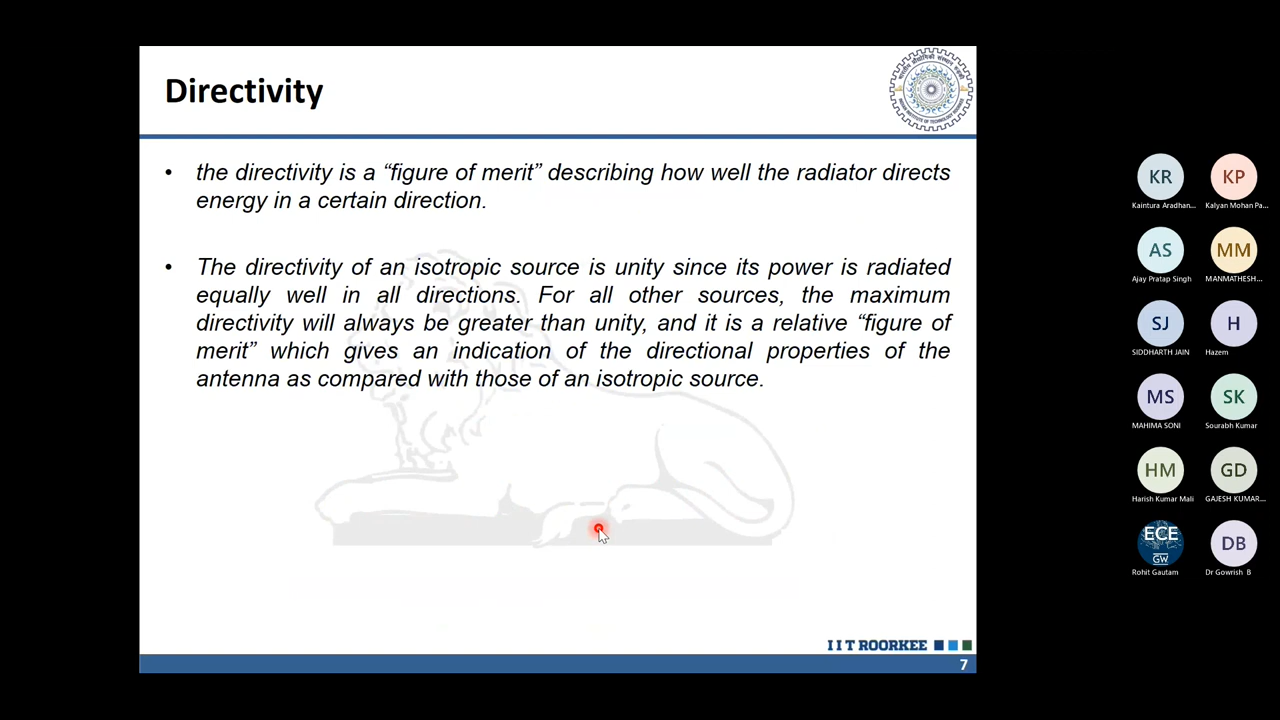 Directivity
• the directivity is a “figure of merit” describing how well the radiator directs
energy in a certain direction.
• The directivity of an isotropic source is unity since its power is radiated
equally well in all directions. For all other sources, the maximum
directivity will always be greater than unity, and it is a relative “figure of
merit” which gives an indication of the directional properties of the
antenna as compared with those of an isotropic source.
IIT ROORKEE
7
KR
KP
Kaintura Aradhan...
Kalyan Mohan Pa...
AS
MM
Ajay Pratap Singh
MANMATHESH...
SJ
H
SIDDHARTH JAIN
Hazem
MS
SK
MAHIMA SONI
Sourabh Kumar
HM
GD
Harish Kumar Mali
GAJESH KUMAR...
ECE
GW
DB
Rohit Gautam
Dr Gowrish B